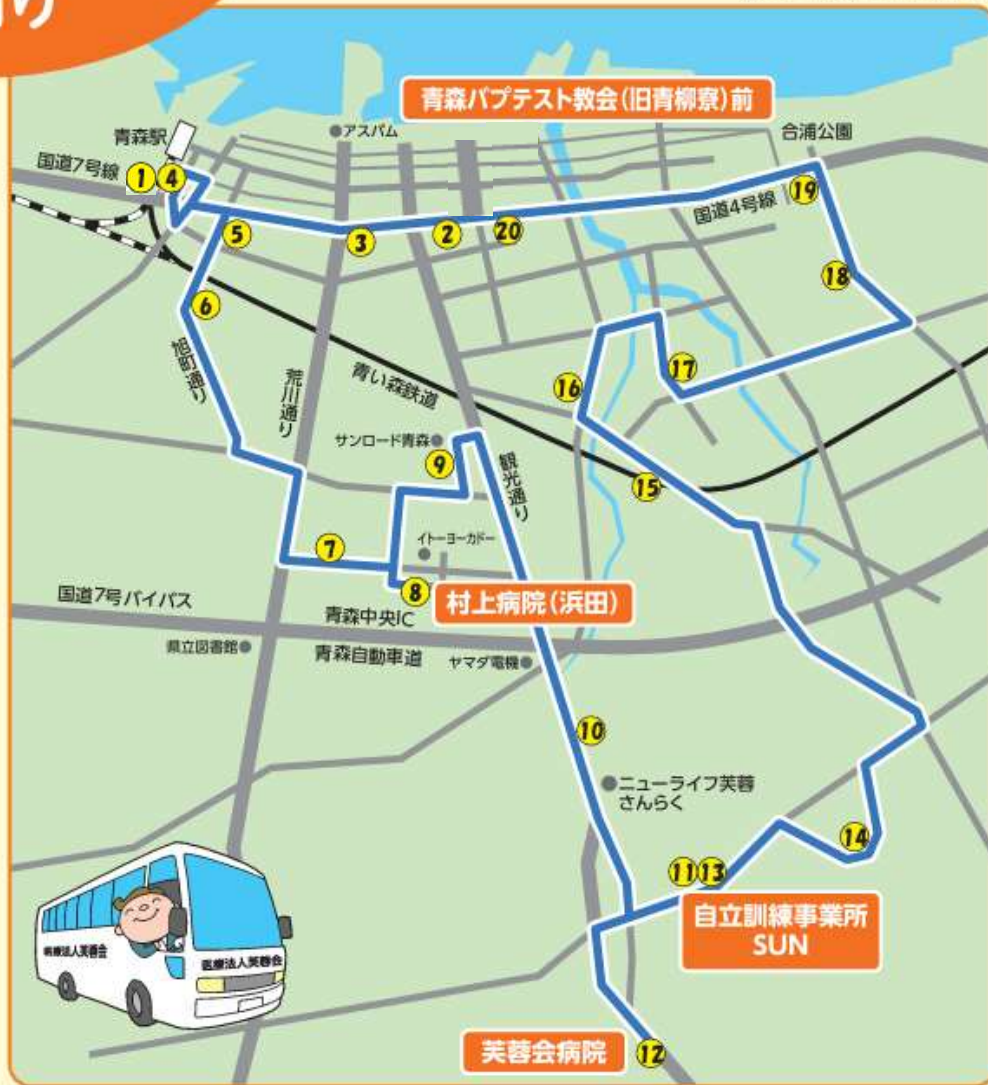 青森バプテスト教会(旧青柳寮)前
青森駅
アスパム
合浦公園
国道7号線
1
4
19
国道4号線
5
3
2
20
18
6
旭町通り
荒川通り
青い森鉄道
16
17
サンロード青森
9
観光通り
15
7
イトーヨーカドー
8
村上病院(浜田)
国道7号バイパス
青森中央IC
県立図書館
青森自動車道
ヤマダ電機
10
ニューライフ芙蓉
さんらく
14
11
13
自立訓練事業所
SUN
医療法人芙蓉会
医療法人芙蓉会
芙蓉会病院
12